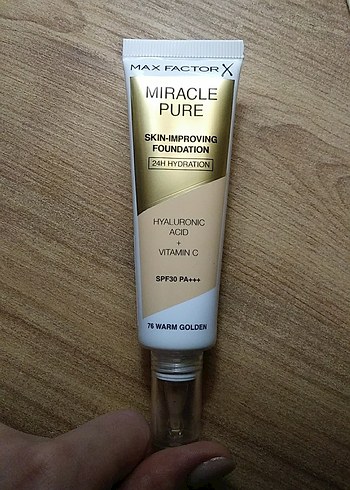 MAX FACTOR X
MIRACLE
PURE
SKIN-IMPROVING
FOUNDATION
24H HYDRATION
HYALURONIC
ACID
+
VITAMIN C
SPF30 PA+++
76 WARM GOLDEN